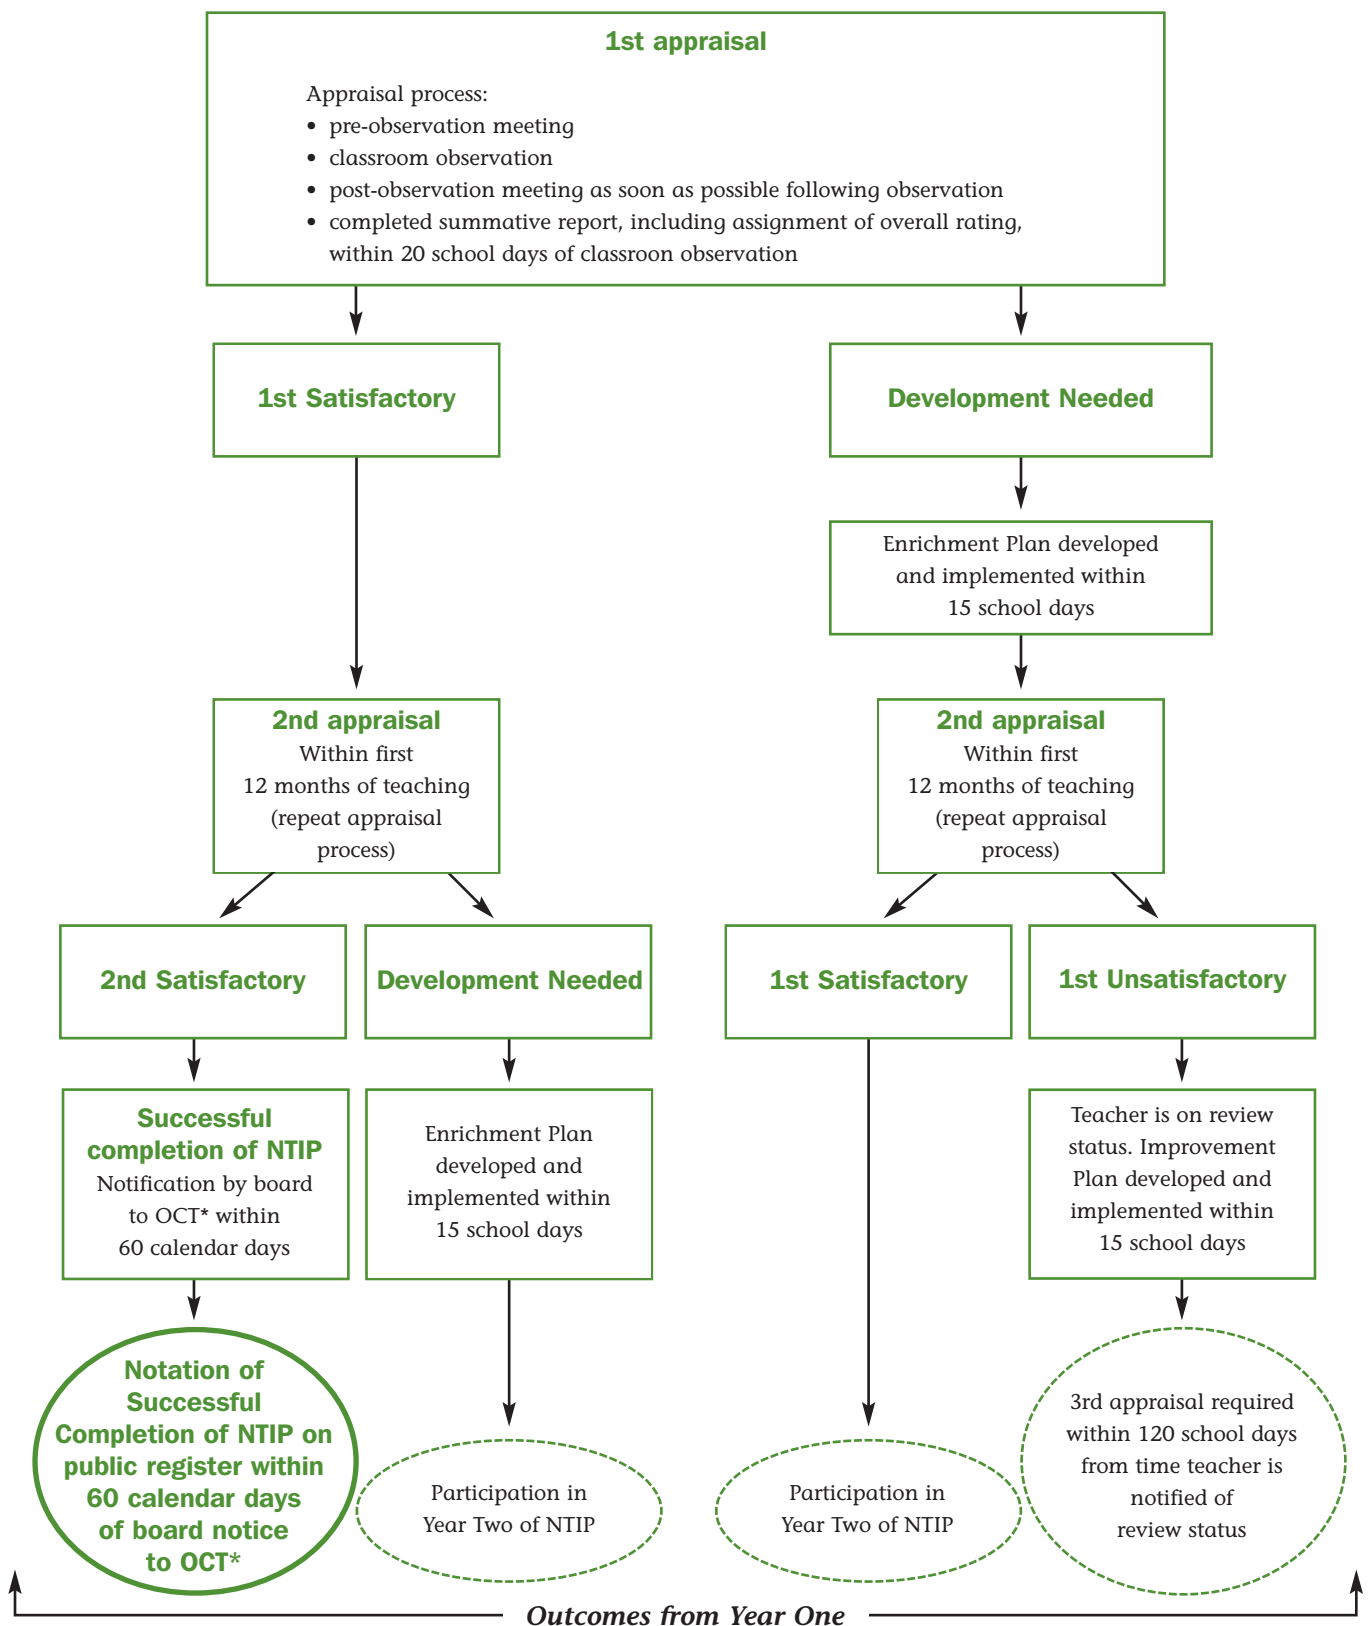 1st appraisal
Appraisal process:
• pre-observation meeting
• classroom observation
• post-observation meeting as soon as possible following observation
• completed summative report, including assignment of overall rating,
within 20 school days of classroon observation
1st Satisfactory
Development Needed
Enrichment Plan developed
and implemented within
15 school days
2nd appraisal
Within first
12 months of teaching
(repeat appraisal
process)
2nd appraisal
Within first
12 months of teaching
(repeat appraisal
process)
2nd Satisfactory
Development Needed
1st Satisfactory
1st Unsatisfactory
Successful
completion of NTIP
Notification by board
to OCT* within
60 calendar days
Enrichment Plan
developed and
implemented within
15 school days
Teacher is on review
status. Improvement
Plan developed and
implemented within
15 school days
Notation of
Successful
Completion of NTIP on
public register within
60 calendar days
of board notice
to OCT*
Participation in
Year Two of NTIP
Participation in
Year Two of NTIP
3rd appraisal required
within 120 school days
from time teacher is
notified of
review status
Outcomes from Year One